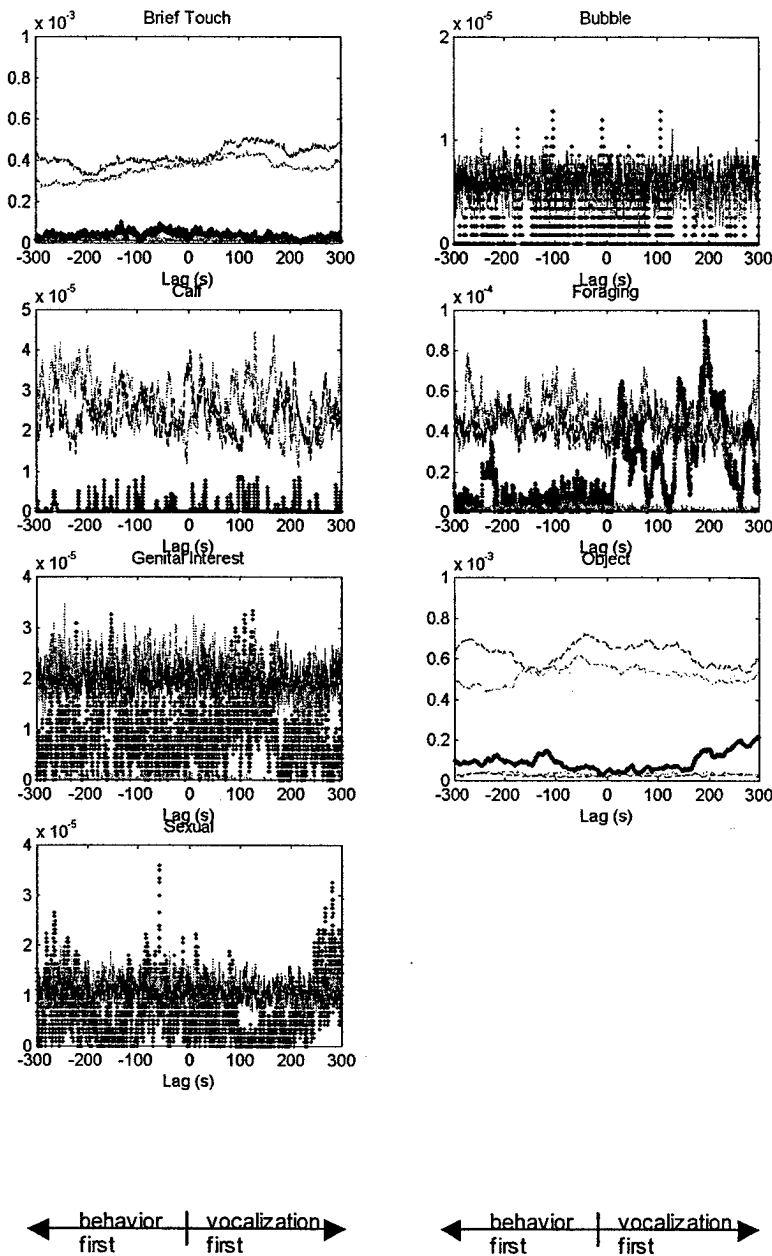 Brief Touch
x 10^-3
1
0.8
0.6
0.4
0.2
0
-300 -200 -100 0 100 200 300
Lag (s)
Bubble
x 10^-5
2
1
0
-300 -200 -100 0 100 200 300
Lag (s)
Calf
x 10^-5
5
4
3
2
1
0
-300 -200 -100 0 100 200 300
Lag (s)
Foraging
x 10^-4
1
0.8
0.6
0.4
0.2
0
-300 -200 -100 0 100 200 300
Lag (s)
Genital Interest
x 10^-5
4
3
2
1
0
-300 -200 -100 0 100 200 300
Lag (s)
Object
x 10^-3
1
0.8
0.6
0.4
0.2
0
-300 -200 -100 0 100 200 300
Lag (s)
Sexual
x 10^-5
4
3
2
1
0
-300 -200 -100 0 100 200 300
Lag (s)
behavior first
vocalization first
behavior first
vocalization first